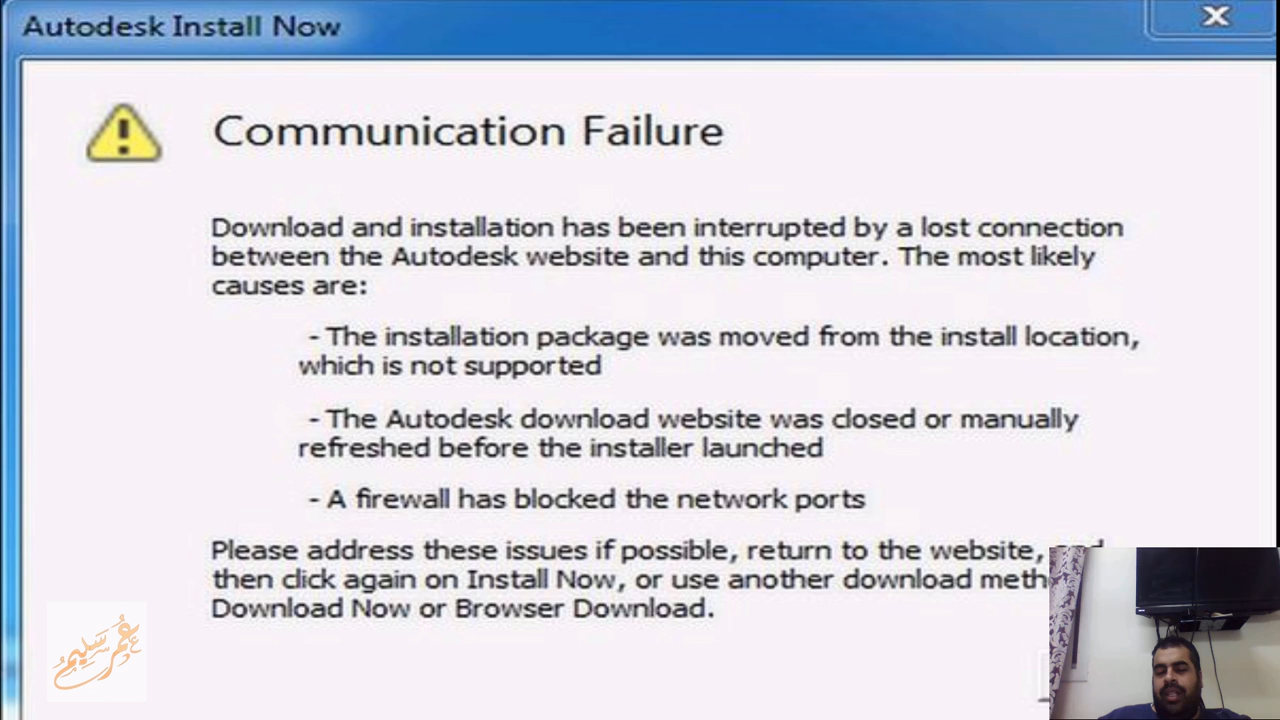 Autodesk Install Now
Communication Failure
Download and installation has been interrupted by a lost connection
between the Autodesk website and this computer. The most likely
causes are:
- The installation package was moved from the install location,
which is not supported
- The Autodesk download website was closed or manually
refreshed before the installer launched
- A firewall has blocked the network ports
Please address these issues if possible, return to the website,
then click again on Install Now, or use another download
Download Now or Browser Download.
عُمر سَليم